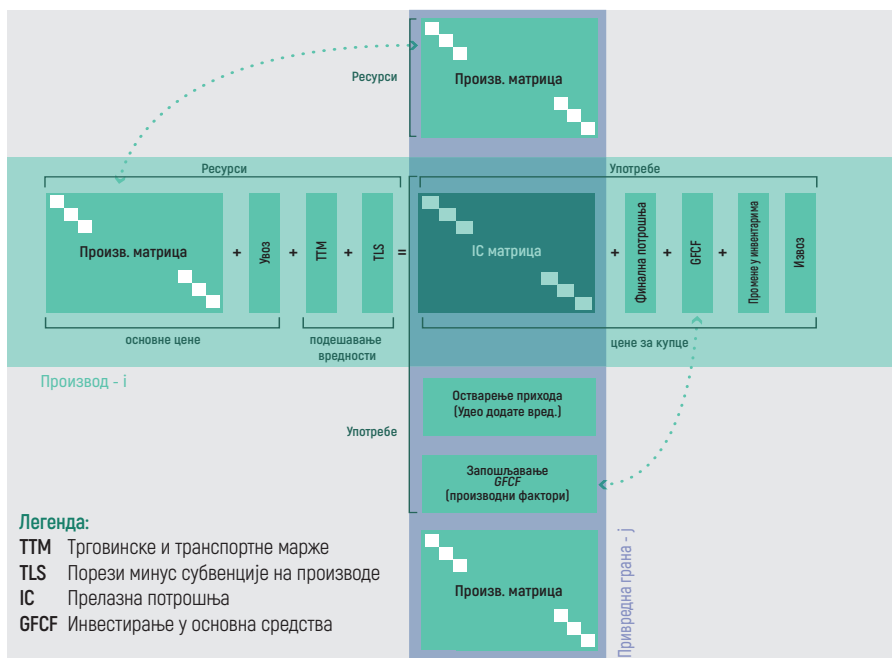 Ресурси
Произв. матрица
Ресурси
Употребе
Произв. матрица
+
Увоз
+
TTM
+
TLS
=
IC матрица
+
Финална потрошња
+
GFCF
+
Промене у инвентарима
Извоз
основне цене
подешавање
вредности
цене за купце
Производ - i
Остварење прихода
(Удео додате вред.)
Употребе
Запошљавање
GFCF
(производни фактори)
Произв. матрица
Привредна грана - j
Легенда:
TTM Трговинске и транспортне марже
TLS Порези минус субвенције на производе
IC Прелазна потрошња
GFCF Инвестирање у основна средства